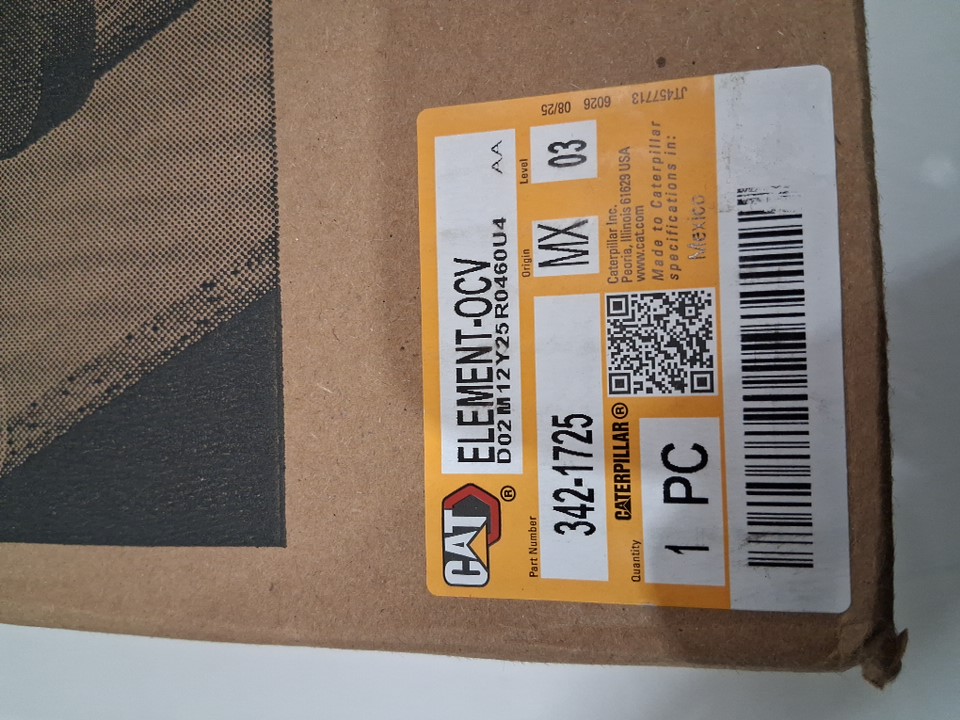 CAT®
ELEMENT-OCV
AA
D02M12Y25R0460U4
Part Number
342-1725
Origin
MX
Level
03
CATERPILLAR®
Quantity
1 PC
Caterpillar Inc.
Peoria, Illinois 61629 USA
www.cat.com
Made to Caterpillar
specifications in:
Mexico
08/25 6026 JT457713